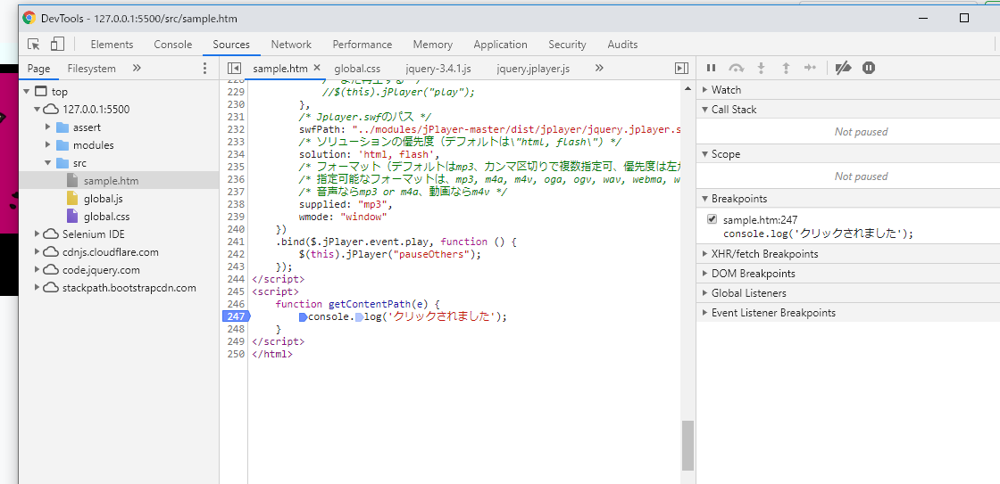 DevTools - 127.0.0.1:5500/src/sample.htm
Elements Console Sources Network Performance Memory Application Security Audits
Page Filesystem »
sample.htm × global.css jquery-3.4.1.js jquery.jplayer.js »
top
127.0.0.1:5500
assert
modules
src
sample.htm
global.js
global.css
Selenium IDE
cdnjs.cloudflare.com
code.jquery.com
stackpath.bootstrapcdn.com
229 //$(this).jPlayer("play");
230 },
231 /* Jplayer.swfのパス */
232 swfPath: "../modules/jPlayer-master/dist/jplayer/jquery.jplayer.s
233 /* ソリューションの優先度（デフォルトは\"html, flash\"）*/
234 solution: 'html, flash',
235 /* フォーマット（デフォルトはmp3、カンマ区切りで複数指定可、優先度は左か
236 /* 指定可能なフォーマットは、mp3, m4a, m4v, oga, ogv, wav, webma, w
237 /* 音声ならmp3 or m4a、動画ならm4v */
238 supplied: "mp3",
239 wmode: "window"
240 })
241 .bind($.jPlayer.event.play, function () {
242 $(this).jPlayer("pauseOthers");
243 });
244 </script>
245 <script>
246 function getContentPath(e) {
247 console.log('クリックされました');
248 }
249 </script>
250 </html>
Watch
Call Stack
Not paused
Scope
Not paused
Breakpoints
sample.htm:247
console.log('クリックされました');
XHR/fetch Breakpoints
DOM Breakpoints
Global Listeners
Event Listener Breakpoints